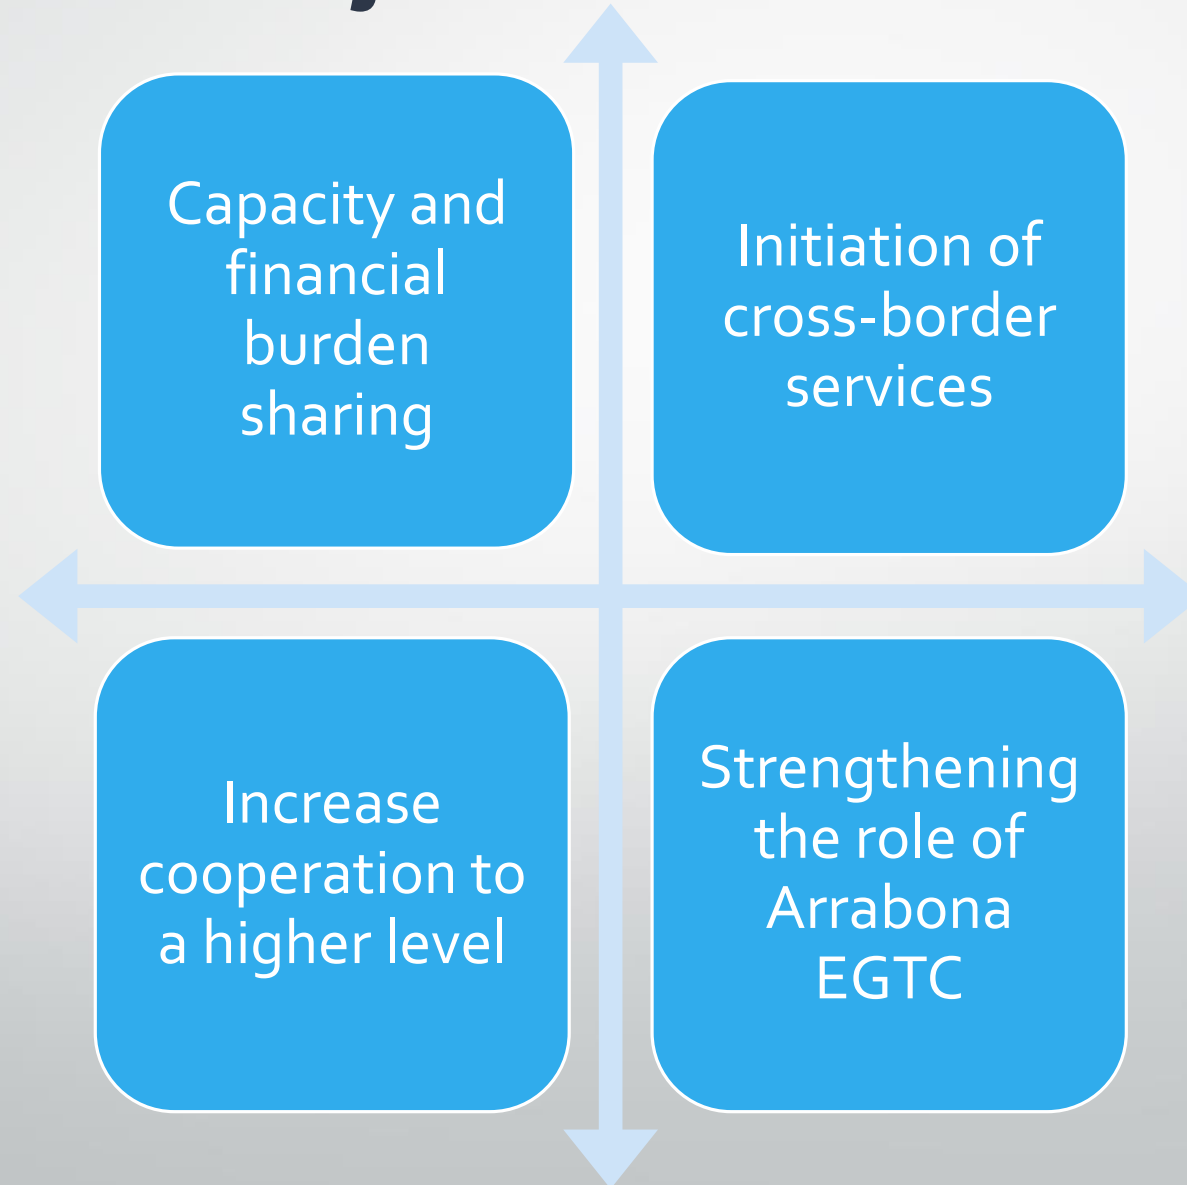 Capacity and
financial
burden
sharing
Initiation of
cross-border
services
Increase
cooperation to
a higher level
Strengthening
the role of
Arrabona
EGTC